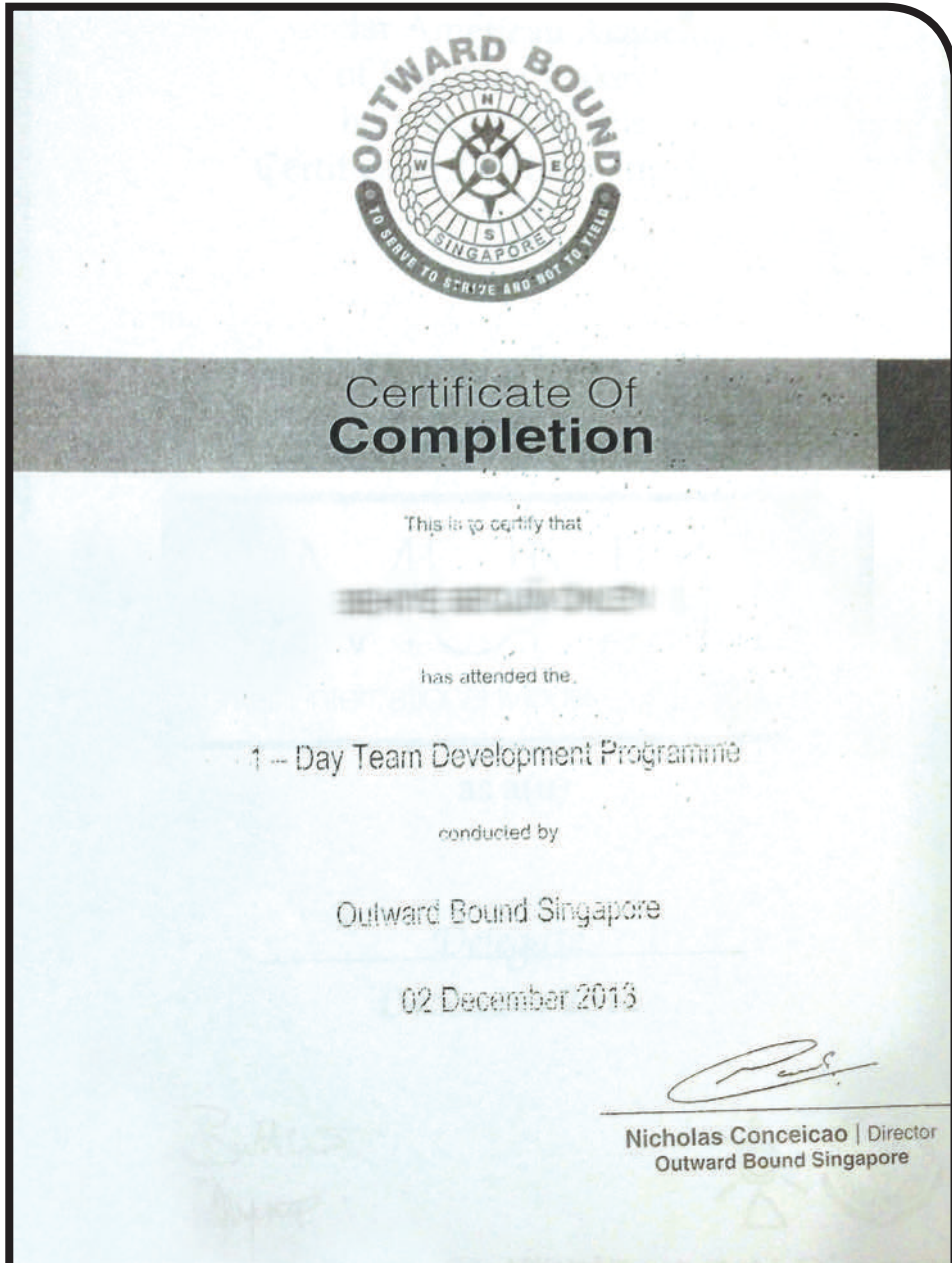 OUTWARD BOUND
N
W
E
S
SINGAPORE
TO SERVE TO STRIVE AND NOT TO YIELD
Certificate Of
Completion
This is to certify that
has attended the
1 – Day Team Development Programme
conducted by
Outward Bound Singapore
02 December 2013
Nicholas Conceicao | Director
Outward Bound Singapore